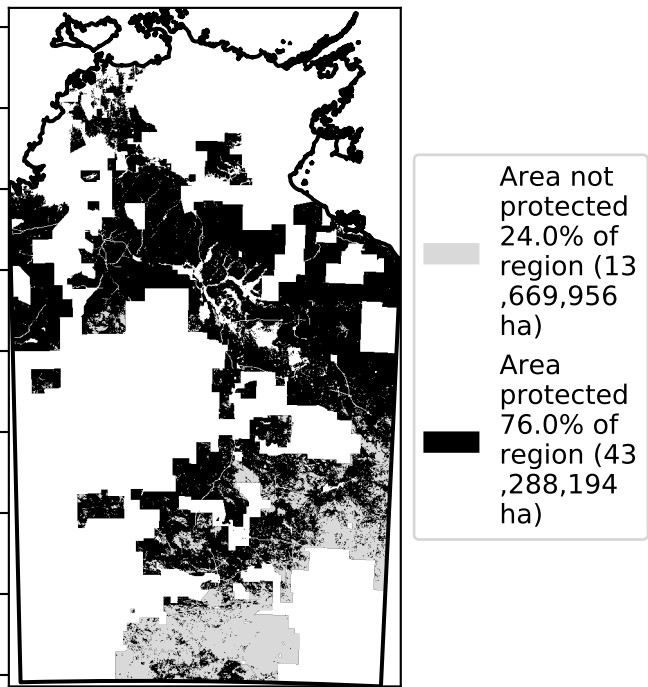 Area not
protected
24.0% of
region (13
,669,956
ha)
Area
protected
76.0% of
region (43
,288,194
ha)